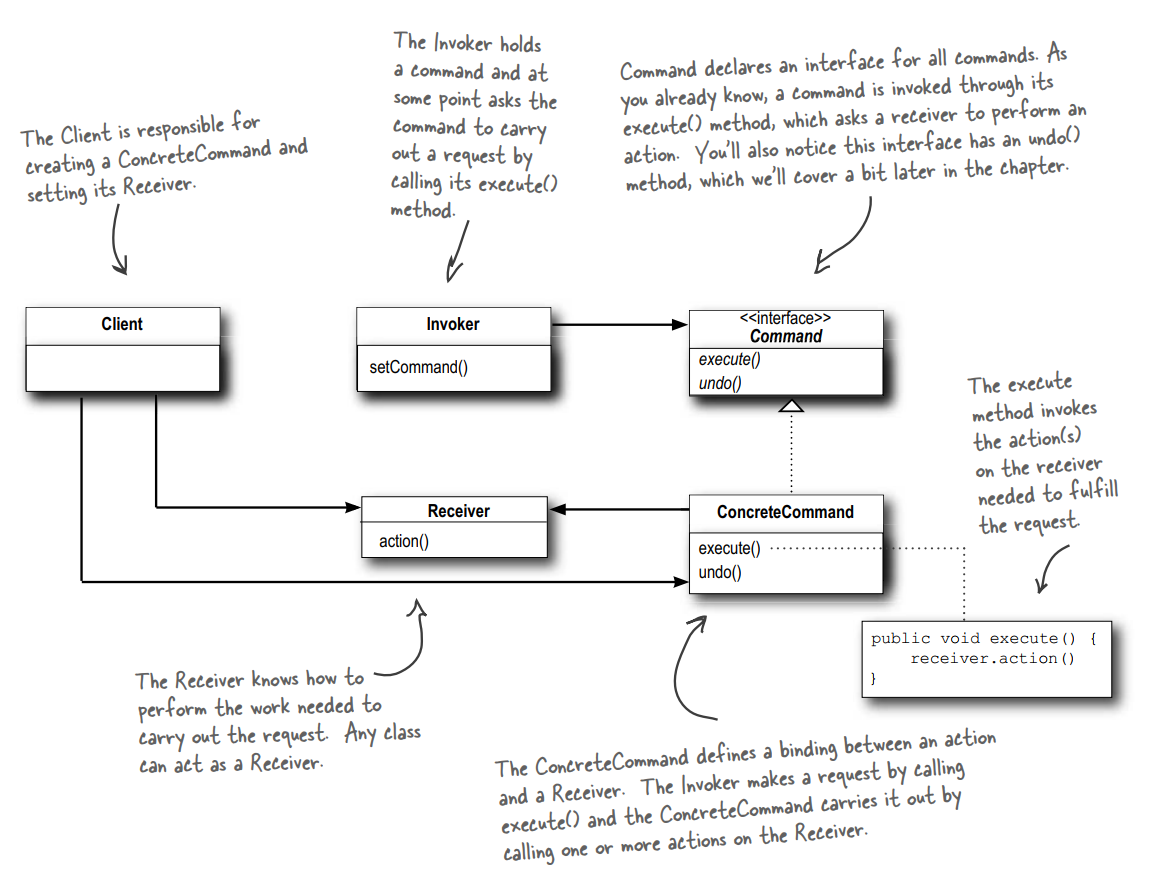 The Client is responsible for
creating a ConcreteCommand and
setting its Receiver.
The Invoker holds
a command and at
some point asks the
command to carry
out a request by
calling its execute()
method.
Command declares an interface for all commands. As
you already know, a command is invoked through its
execute() method, which asks a receiver to perform an
action. You'll also notice this interface has an undo()
method, which we'll cover a bit later in the chapter.
Client
Invoker
setCommand()
<<interface>>
Command
execute()
undo()
The execute
method invokes
the action(s)
on the receiver
needed to fulfill
the request.
Receiver
action()
ConcreteCommand
execute()
undo()
public void execute() {
receiver.action()
}
The Receiver knows how to
perform the work needed to
carry out the request. Any class
can act as a Receiver.
The ConcreteCommand defines a binding between an action
and a Receiver. The Invoker makes a request by calling
execute() and the ConcreteCommand carries it out by
calling one or more actions on the Receiver.